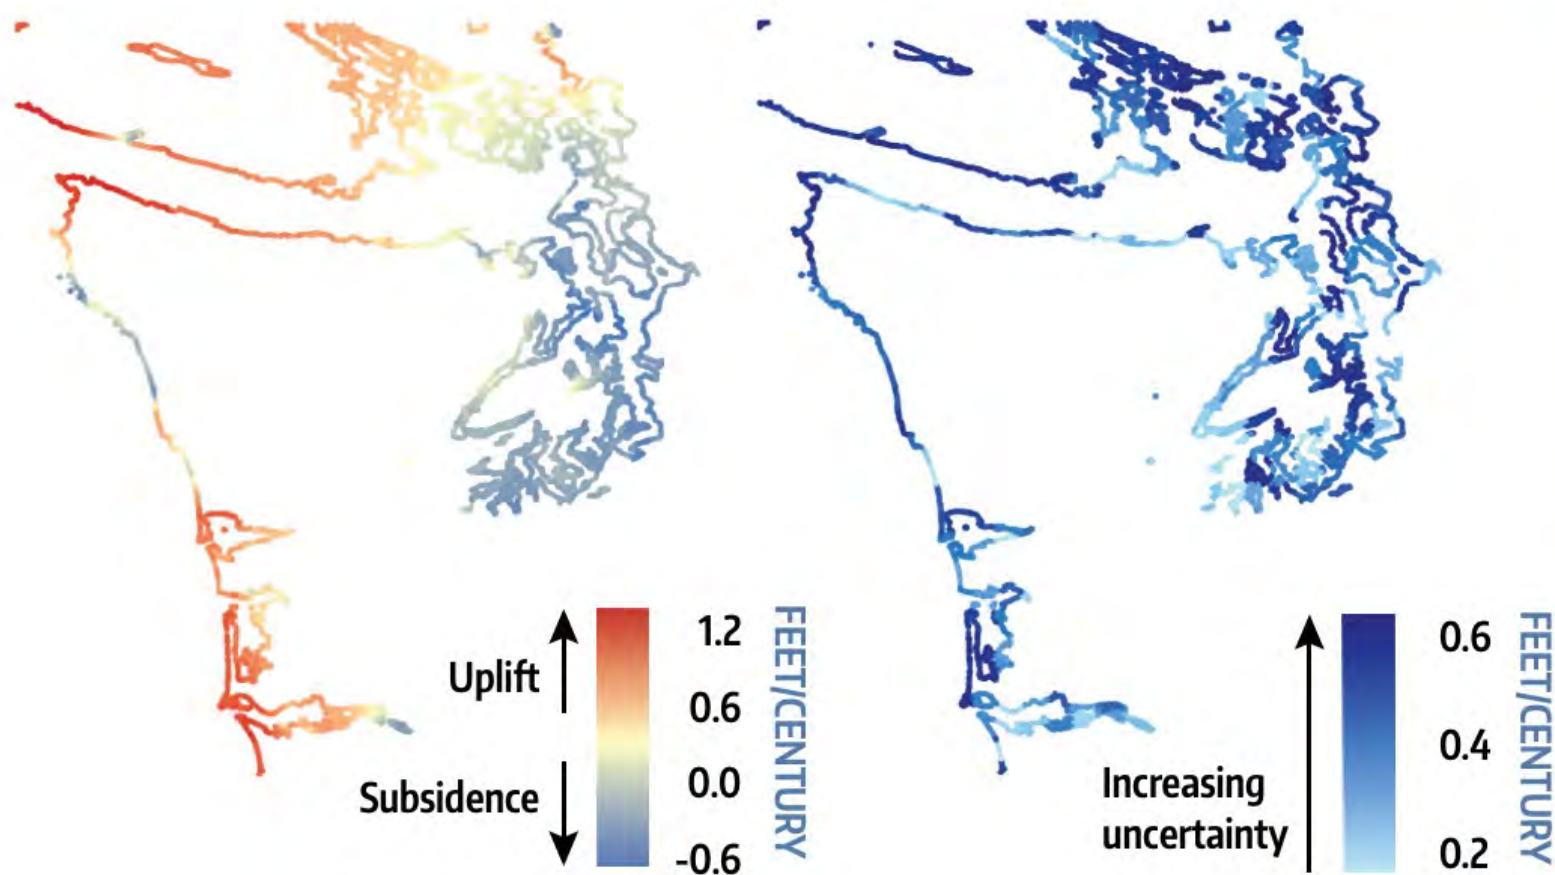 Uplift
Subsidence
1.2
0.6
0.0
-0.6
FEET/CENTURY
Increasing
uncertainty
0.6
0.4
0.2
FEET/CENTURY